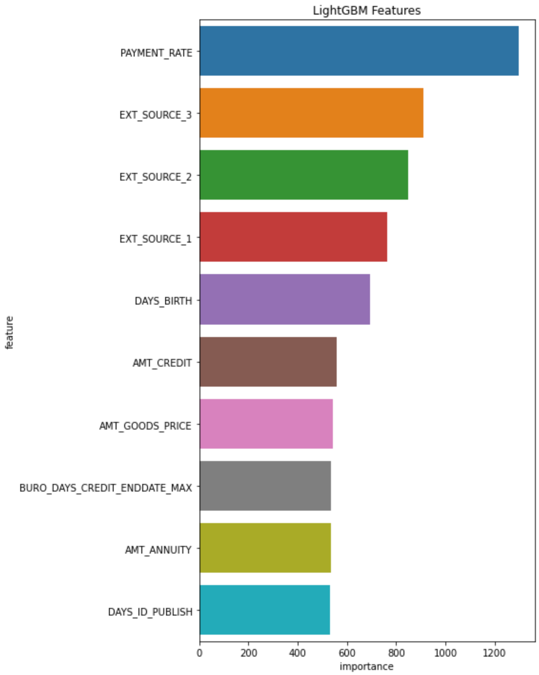 LightGBM Features
PAYMENT_RATE
EXT_SOURCE_3
EXT_SOURCE_2
EXT_SOURCE_1
DAYS_BIRTH
AMT_CREDIT
AMT_GOODS_PRICE
BURO_DAYS_CREDIT_ENDDATE_MAX
AMT_ANNUITY
DAYS_ID_PUBLISH
feature
0 200 400 600 800 1000 1200
importance